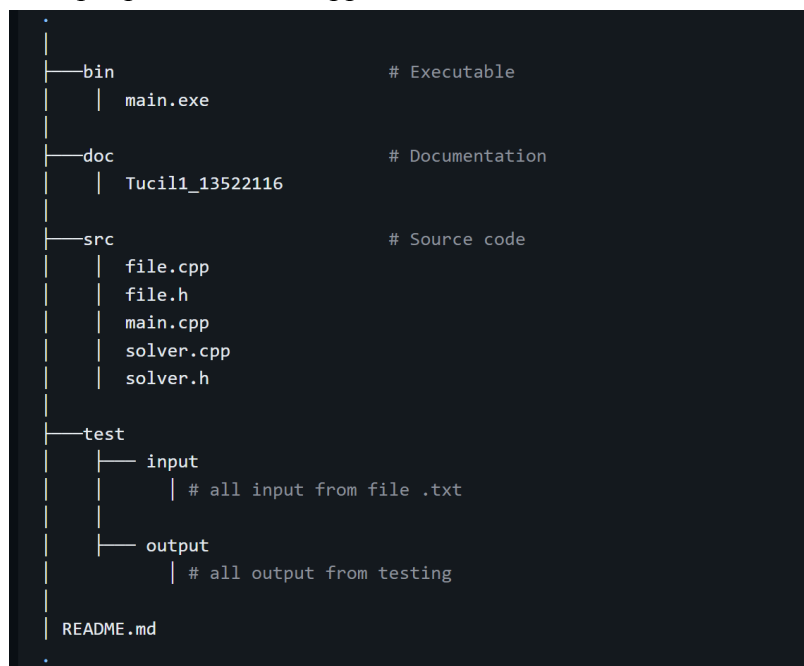 .
│
├───bin # Executable
│ │ main.exe
│
├───doc # Documentation
│ │ Tucil1_13522116
│
├───src # Source code
│ │ file.cpp
│ │ file.h
│ │ main.cpp
│ │ solver.cpp
│ │ solver.h
│
├───test
│ ├─── input
│ │ │ # all input from file .txt
│ │
│ ├─── output
│ │ # all output from testing
│
│ README.md
.